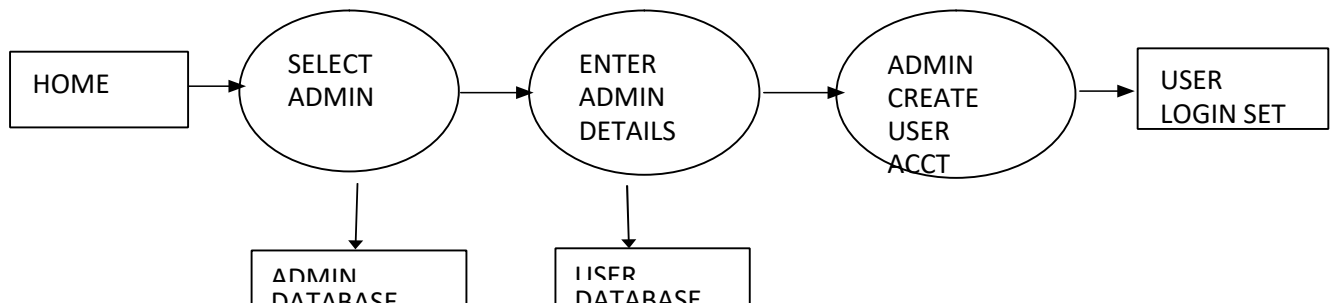 HOME
SELECT
ADMIN
ENTER
ADMIN
DETAILS
ADMIN
CREATE
USER
ACCT
USER
LOGIN SET
ADMIN
DATABASE
USER
DATABASE